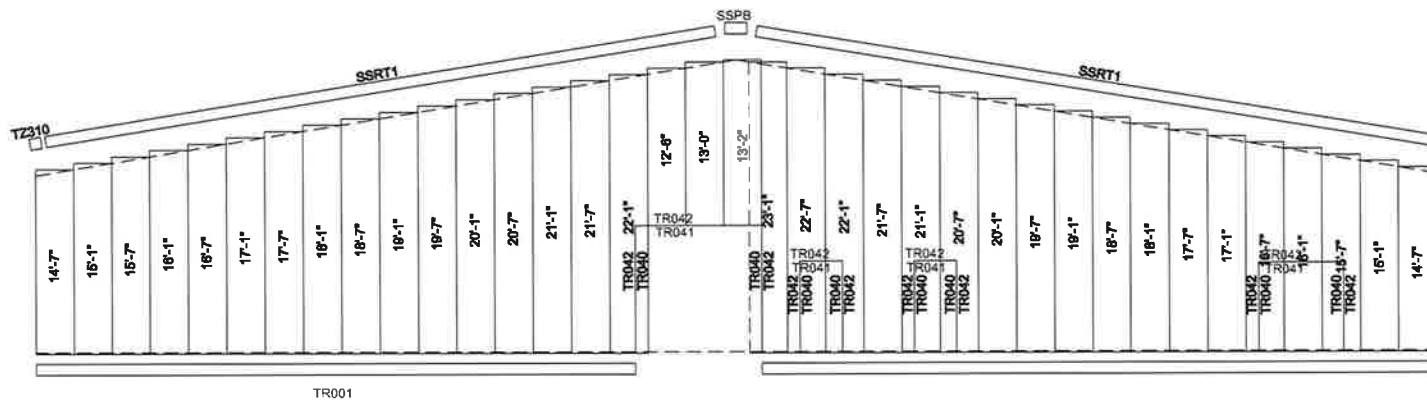 SSPB
SSRT1
SSRT1
TZ310
14'-7"
15'-1"
15'-7"
16'-1"
16'-7"
17'-1"
17'-7"
18'-1"
18'-7"
19'-1"
19'-7"
20'-1"
20'-7"
21'-1"
21'-7"
22'-1"
12'-6"
13'-0"
13'-2"
23'-1"
22'-7"
22'-1"
21'-7"
21'-1"
20'-7"
20'-1"
19'-7"
19'-1"
18'-7"
18'-1"
17'-7"
17'-1"
16'-7"
16'-1"
15'-7"
15'-1"
14'-7"
TR042
TR041
TR042
TR040
TR040
TR042
TR042
TR041
TR042
TR040
TR040
TR042
TR042
TR041
TR042
TR040
TR040
TR042
TR042
TR041
TR042
TR040
TR040
TR042
TR001